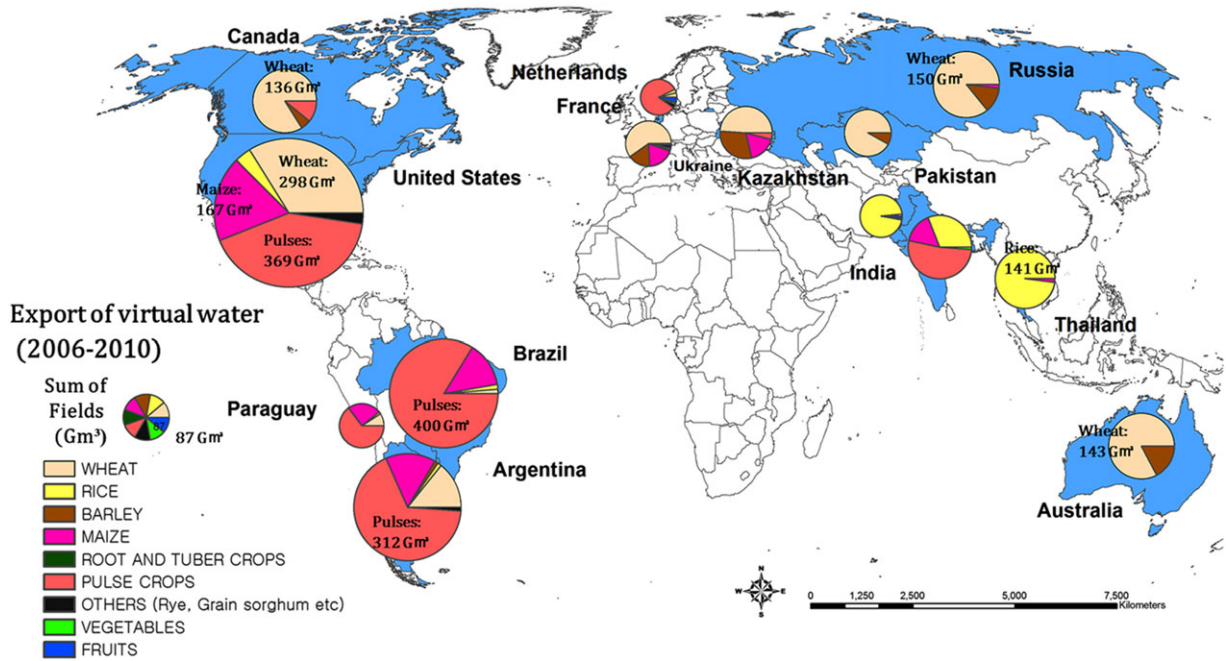 Canada
Wheat:
136 Gm³
Netherlands
France
Wheat:
150 Gm³
Russia
Wheat:
298 Gm³
United States
Maize:
167 Gm³
Pulses:
369 Gm³
Ukraine
Kazakhstan
Pakistan
India
Rice:
141 Gm³
Thailand
Export of virtual water
(2006-2010)
Brazil
Pulses:
400 Gm³
Paraguay
Argentina
Pulses:
312 Gm³
Wheat:
143 Gm³
Australia
Sum of
Fields
(Gm³)
87
87 Gm³
WHEAT
RICE
BARLEY
MAIZE
ROOT AND TUBER CROPS
PULSE CROPS
OTHERS (Rye, Grain sorghum etc)
VEGETABLES
FRUITS
N
W E
S
0 1,250 2,500 5,000 7,500
Kilometers